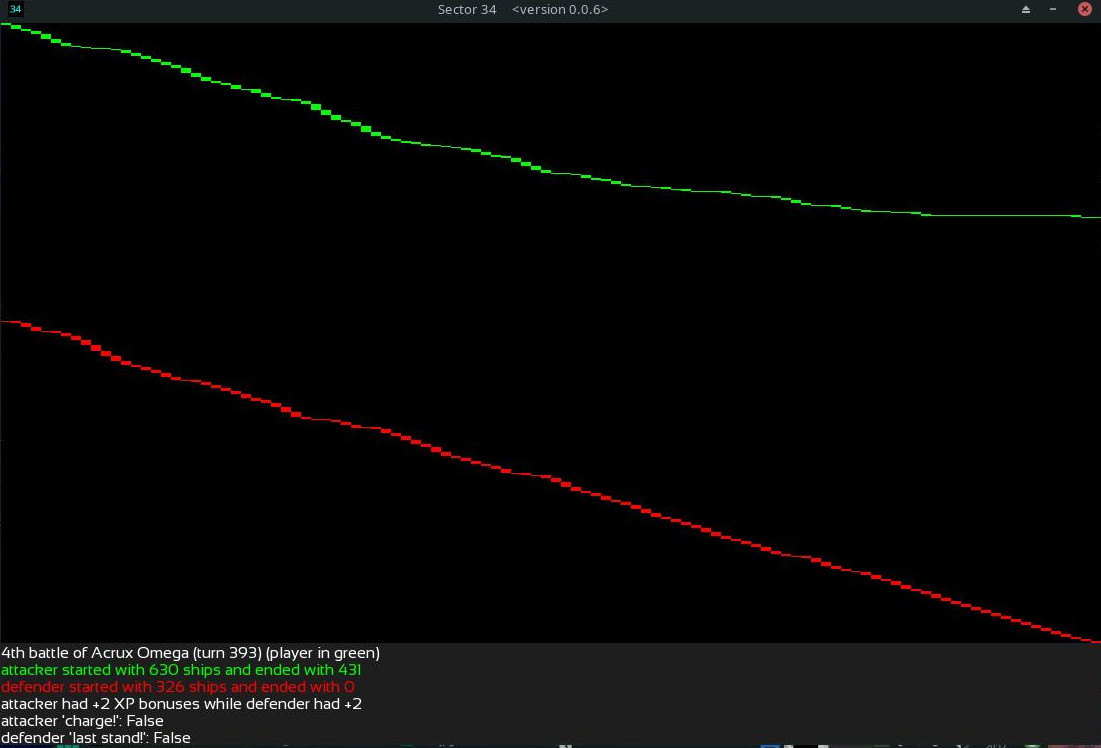 34
Sector 34 <version 0.0.6>
4th battle of Acrux Omega (turn 393) (player in green)
attacker started with 630 ships and ended with 431
defender started with 326 ships and ended with 0
attacker had +2 XP bonuses while defender had +2
attacker 'charge!': False
defender 'last stand!': False